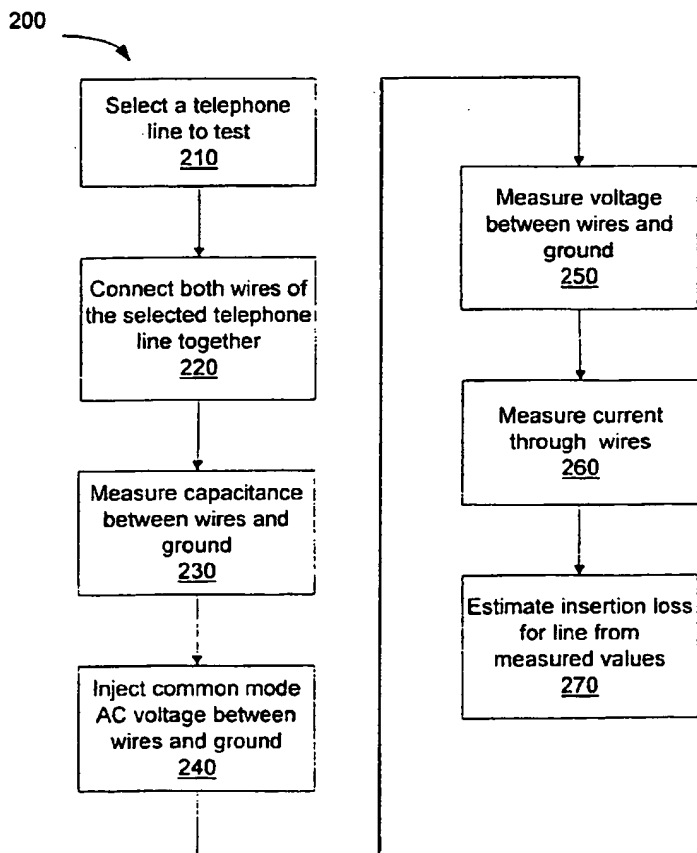 200
Select a telephone
line to test
210
Connect both wires of
the selected telephone
line together
220
Measure capacitance
between wires and
ground
230
Inject common mode
AC voltage between
wires and ground
240
Measure voltage
between wires and
ground
250
Measure current
through wires
260
Estimate insertion loss
for line from
measured values
270